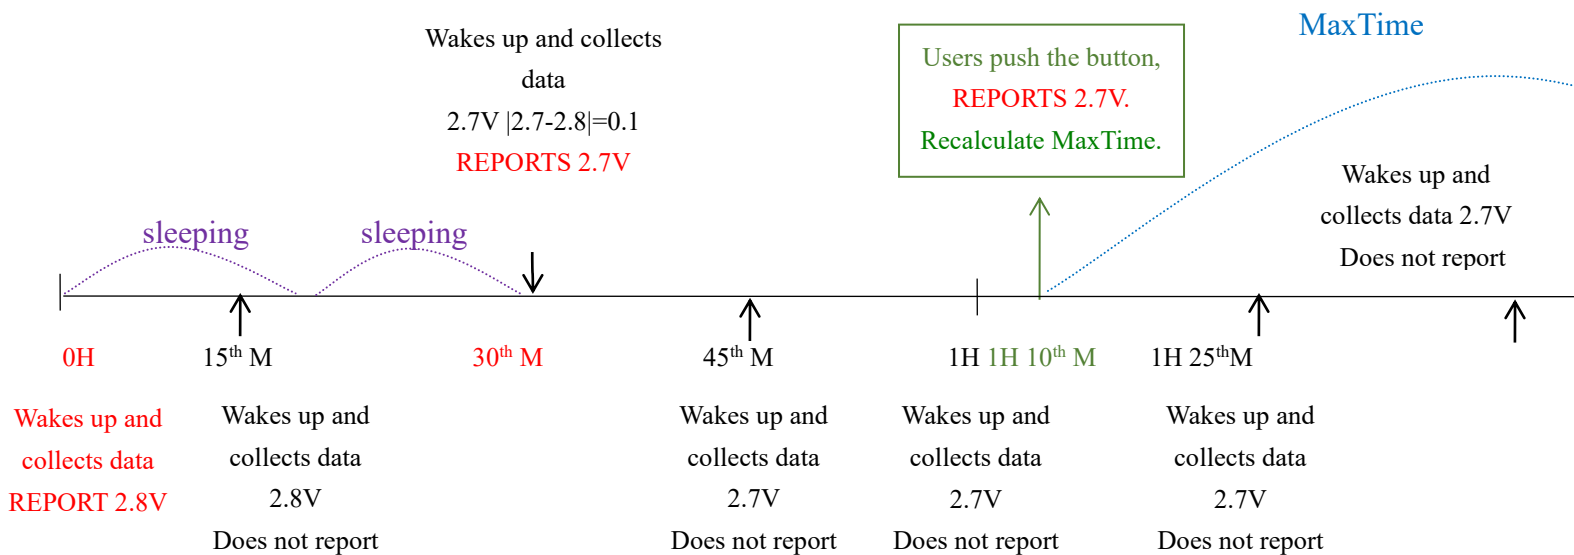 Wakes up and collects
data
2.7V |2.7-2.8|=0.1
REPORTS 2.7V
Users push the button,
REPORTS 2.7V.
Recalculate MaxTime.
MaxTime
Wakes up and
collects data 2.7V
Does not report
sleeping
sleeping
0H
15th M
30th M
45th M
1H
1H 10th M
1H 25thM
Wakes up and
collects data
REPORT 2.8V
Wakes up and
collects data
2.8V
Does not report
Wakes up and
collects data
2.7V
Does not report
Wakes up and
collects data
2.7V
Does not report
Wakes up and
collects data
2.7V
Does not report